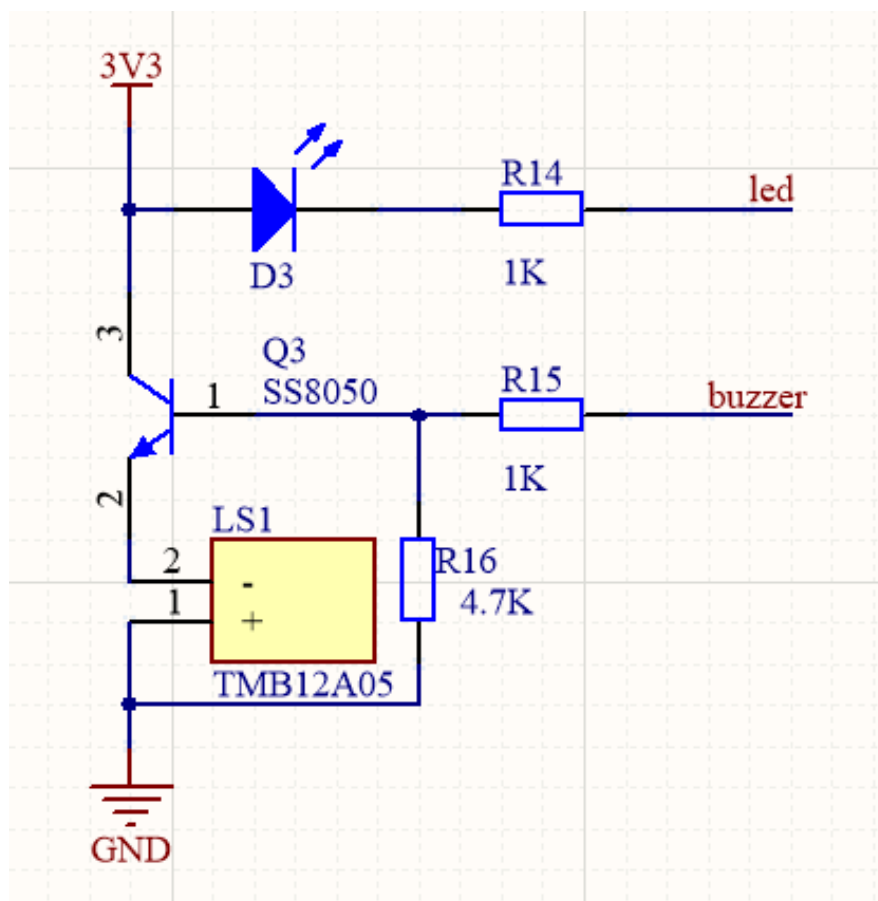 3V3
R14
led
D3
1K
3
Q3
SS8050
1
R15
buzzer
1K
2
LS1
2
-
R16
1
+
4.7K
TMB12A05
GND